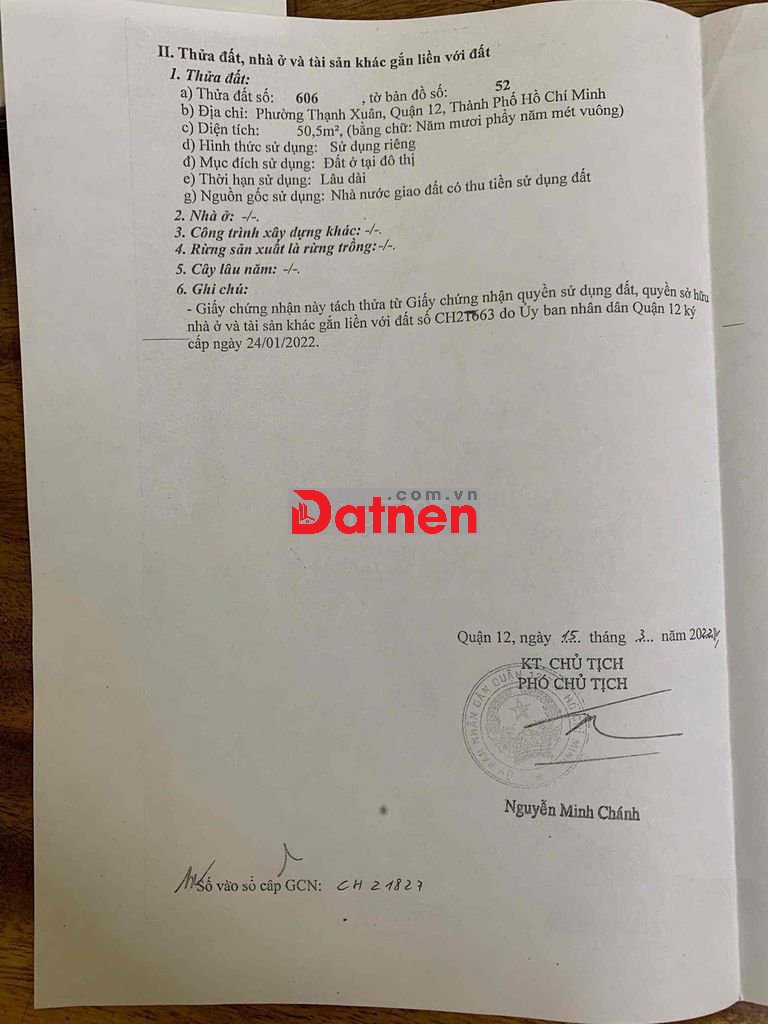 II. Thửa đất, nhà ở và tài sản khác gắn liền với đất
1. Thửa đất:
a) Thửa đất số: 606 , tờ bản đồ số: 52
b) Địa chỉ: Phường Thạnh Xuân, Quận 12, Thành Phố Hồ Chí Minh
c) Diện tích: 50,5m², (bằng chữ: Năm mươi phẩy năm mét vuông)
d) Hình thức sử dụng: Sử dụng riêng
đ) Mục đích sử dụng: Đất ở tại đô thị
e) Thời hạn sử dụng: Lâu dài
g) Nguồn gốc sử dụng: Nhà nước giao đất có thu tiền sử dụng đất
2. Nhà ở: -/-.
3. Công trình xây dựng khác: -/-.
4. Rừng sản xuất là rừng trồng: -/-.
5. Cây lâu năm: -/-.
6. Ghi chú:
- Giấy chứng nhận này tách thửa từ Giấy chứng nhận quyền sử dụng đất, quyền sở hữu
nhà ở và tài sản khác gắn liền với đất số CH21663 do Ủy ban nhân dân Quận 12 ký
cấp ngày 24/01/2022.
.com.vn
Datnen
Quận 12, ngày 15. tháng .3... năm 2022
KT. CHỦ TỊCH
PHÓ CHỦ TỊCH
Nguyễn Minh Chánh
Số vào sổ cấp GCN: CH 21827